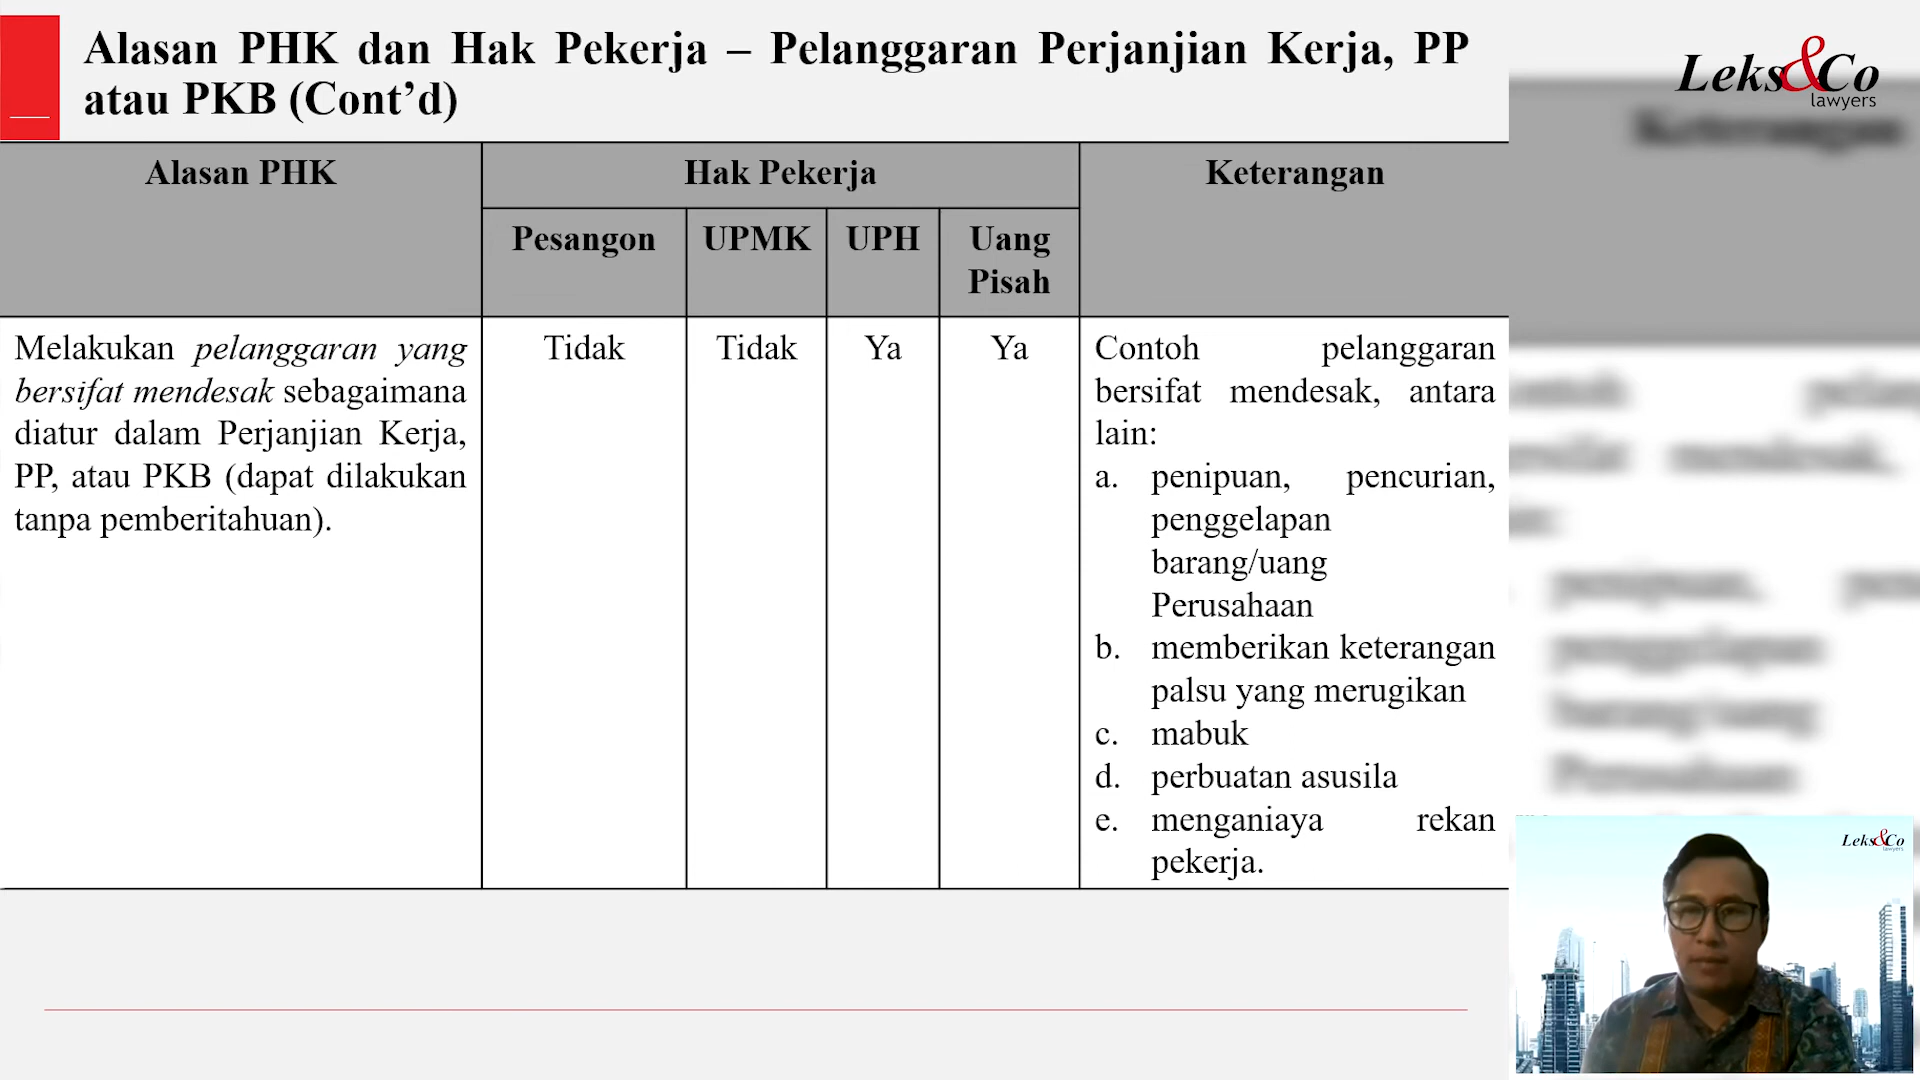 Alasan PHK dan Hak Pekerja – Pelanggaran Perjanjian Kerja, PP
atau PKB (Cont’d)
Leks&Co
lawyers
Keterangan
Alasan PHK
Hak Pekerja
Keterangan
Pesangon
UPMK
UPH
Uang
Pisah
Melakukan pelanggaran yang
bersifat mendesak sebagaimana
diatur dalam Perjanjian Kerja,
PP, atau PKB (dapat dilakukan
tanpa pemberitahuan).
Tidak
Tidak
Ya
Ya
Contoh pelanggaran
bersifat mendesak, antara
lain:
a. penipuan, pencurian,
penggelapan
barang/uang
Perusahaan
b. memberikan keterangan
palsu yang merugikan
c. mabuk
d. perbuatan asusila
e. menganiaya rekan
pekerja.
Leks&Co
lawyers